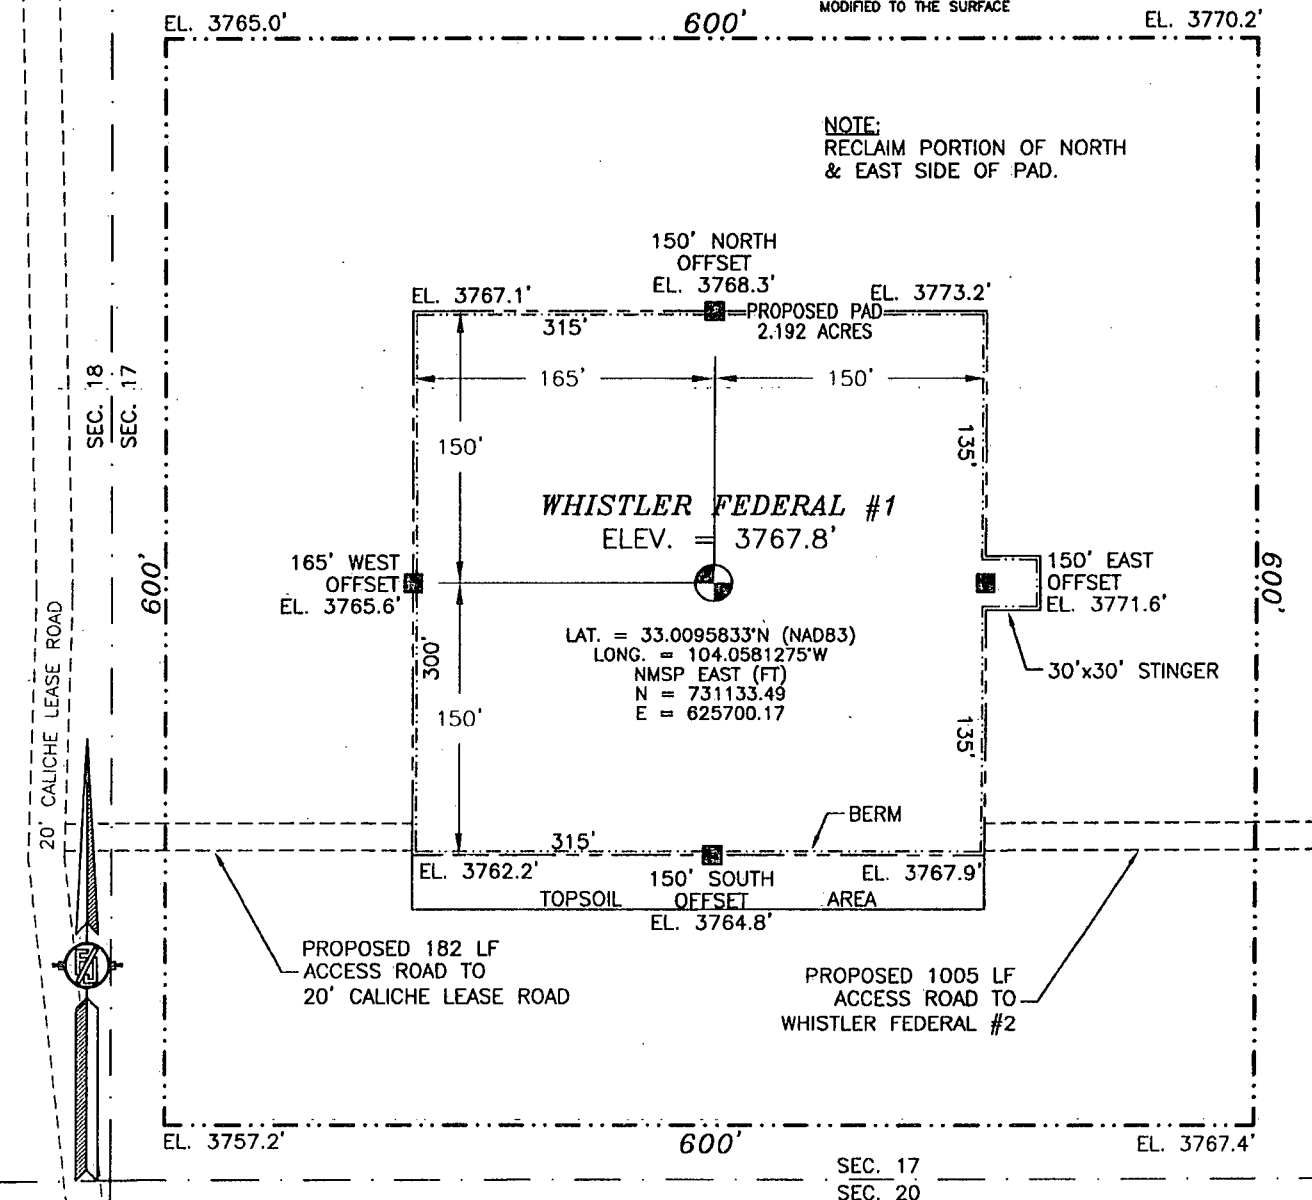 MODIFIED TO THE SURFACE
EL. 3765.0'
600'
EL. 3770.2'
NOTE:
RECLAIM PORTION OF NORTH
& EAST SIDE OF PAD.
150' NORTH
OFFSET
EL. 3768.3'
EL. 3767.1'
EL. 3773.2'
315'
PROPOSED PAD
2.192 ACRES
165'
150'
SEC. 18
SEC. 17
150'
135'
WHISTLER FEDERAL #1
ELEV. = 3767.8'
165' WEST
OFFSET
EL. 3765.6'
150' EAST
OFFSET
EL. 3771.6'
600'
600'
LAT. = 33.0095833°N (NAD83)
LONG. = 104.0581275°W
NMSP EAST (FT)
N = 731133.49
E = 625700.17
300'
30'x30' STINGER
150'
135'
20' CALICHE LEASE ROAD
BERM
315'
EL. 3762.2'
EL. 3767.9'
150' SOUTH
OFFSET
EL. 3764.8'
TOPSOIL AREA
PROPOSED 182 LF
ACCESS ROAD TO
20' CALICHE LEASE ROAD
PROPOSED 1005 LF
ACCESS ROAD TO
WHISTLER FEDERAL #2
EL. 3757.2'
600'
EL. 3767.4'
SEC. 17
SEC. 20